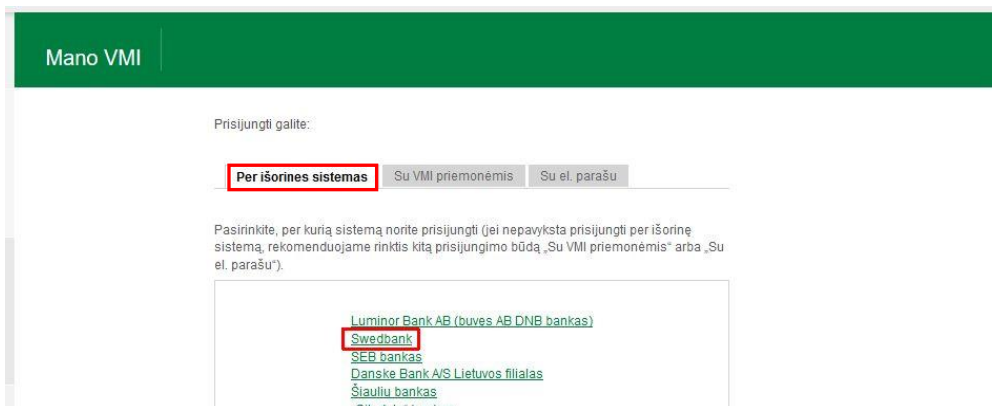 Mano VMI
Prisijungti galite:
Per išorines sistemas Su VMI priemonėmis Su el. parašu
Pasirinkite, per kurią sistemą norite prisijungti (jei nepavyksta prisijungti per išorinę
sistemą, rekomenduojame rinktis kitą prisijungimo būdą „Su VMI priemonėmis“ arba „Su
el. parašu“).
Luminor Bank AB (buves AB DNB bankas)
Swedbank
SEB bankas
Danske Bank A/S Lietuvos filialas
Šiauliu bankas